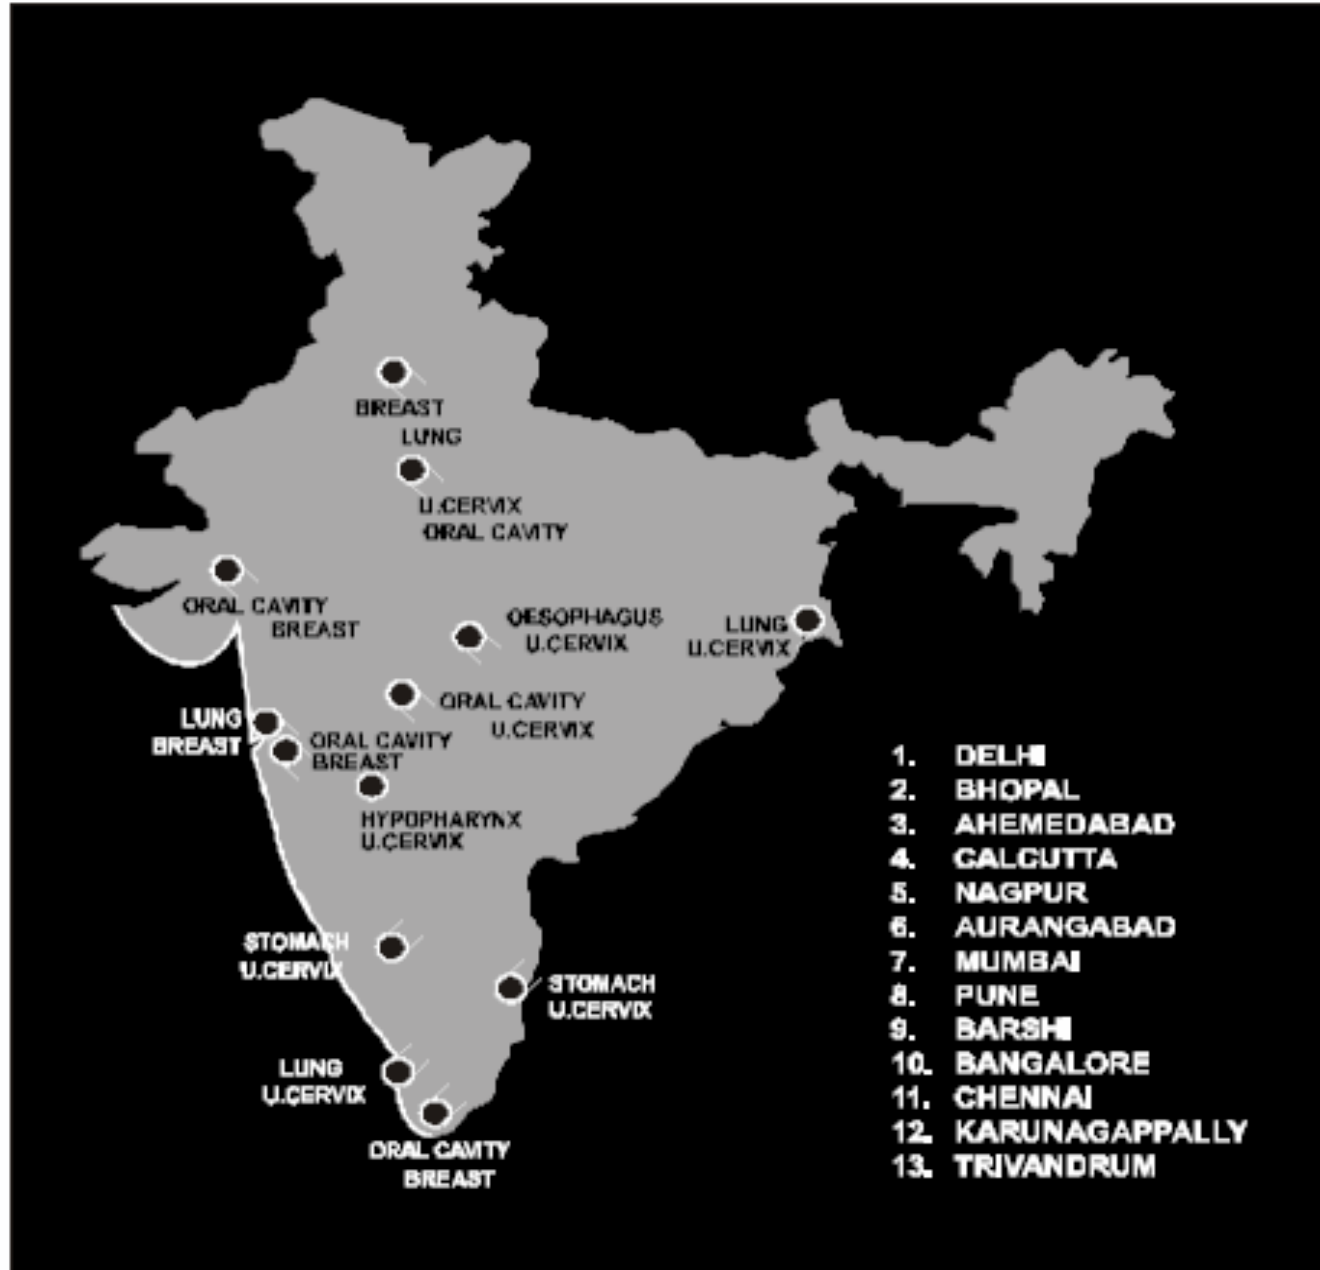 BREAST
LUNG
U.CERVIX
ORAL CAVITY
ORAL CAVITY
BREAST
OESOPHAGUS
U.CERVIX
LUNG
U.CERVIX
ORAL CAVITY
U.CERVIX
LUNG
BREAST
ORAL CAVITY
BREAST
HYPOPHARYNX
U.CERVIX
STOMACH
U.CERVIX
STOMACH
U.CERVIX
LUNG
U.CERVIX
ORAL CAVITY
BREAST
1. DELHI
2. BHOPAL
3. AHEMEDABAD
4. CALCUTTA
5. NAGPUR
6. AURANGABAD
7. MUMBAI
8. PUNE
9. BARSHI
10. BANGALORE
11. CHENNAI
12. KARUNAGAPPALLY
13. TRIVANDRUM